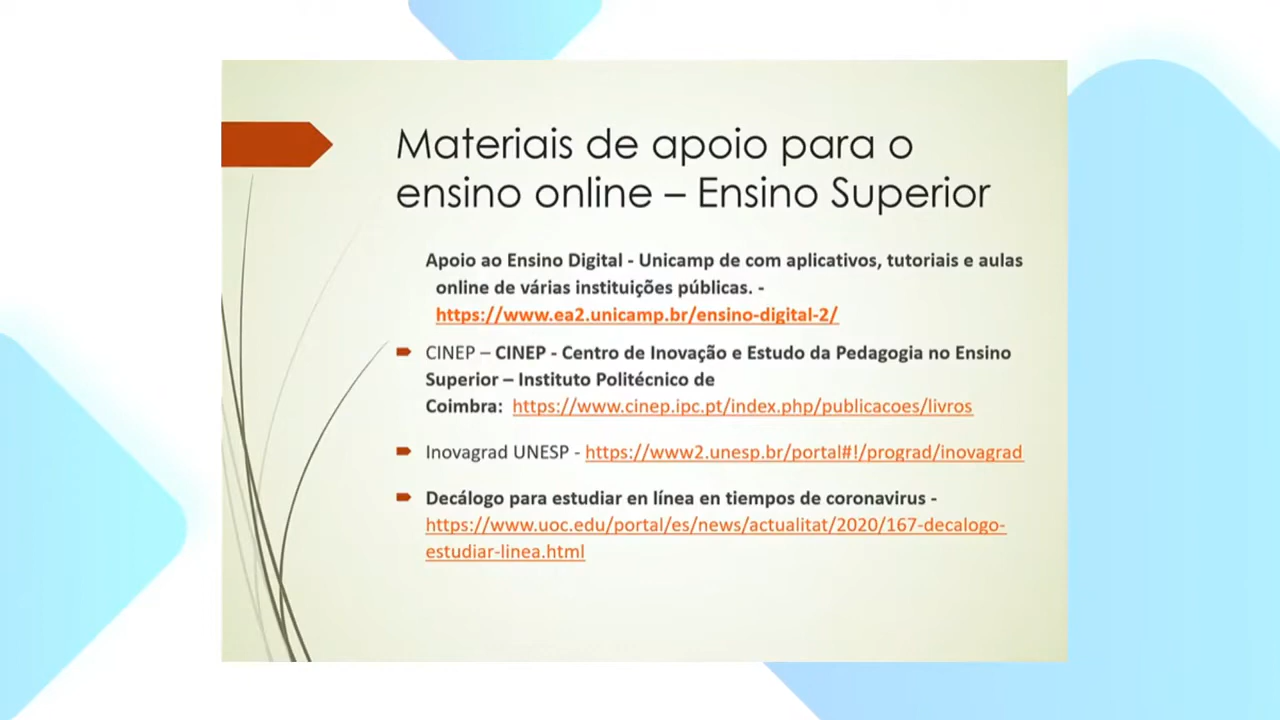 Materiais de apoio para o
ensino online – Ensino Superior
Apoio ao Ensino Digital - Unicamp de com aplicativos, tutoriais e aulas
online de várias instituições públicas. -
https://www.ea2.unicamp.br/ensino-digital-2/
CINEP – CINEP - Centro de Inovação e Estudo da Pedagogia no Ensino
Superior – Instituto Politécnico de
Coimbra: https://www.cinep.ipc.pt/index.php/publicacoes/livros
Inovagrad UNESP - https://www2.unesp.br/portal#!/prograd/inovagrad
Decálogo para estudiar en línea en tiempos de coronavirus -
https://www.uoc.edu/portal/es/news/actualitat/2020/167-decalogo-
estudiar-linea.html